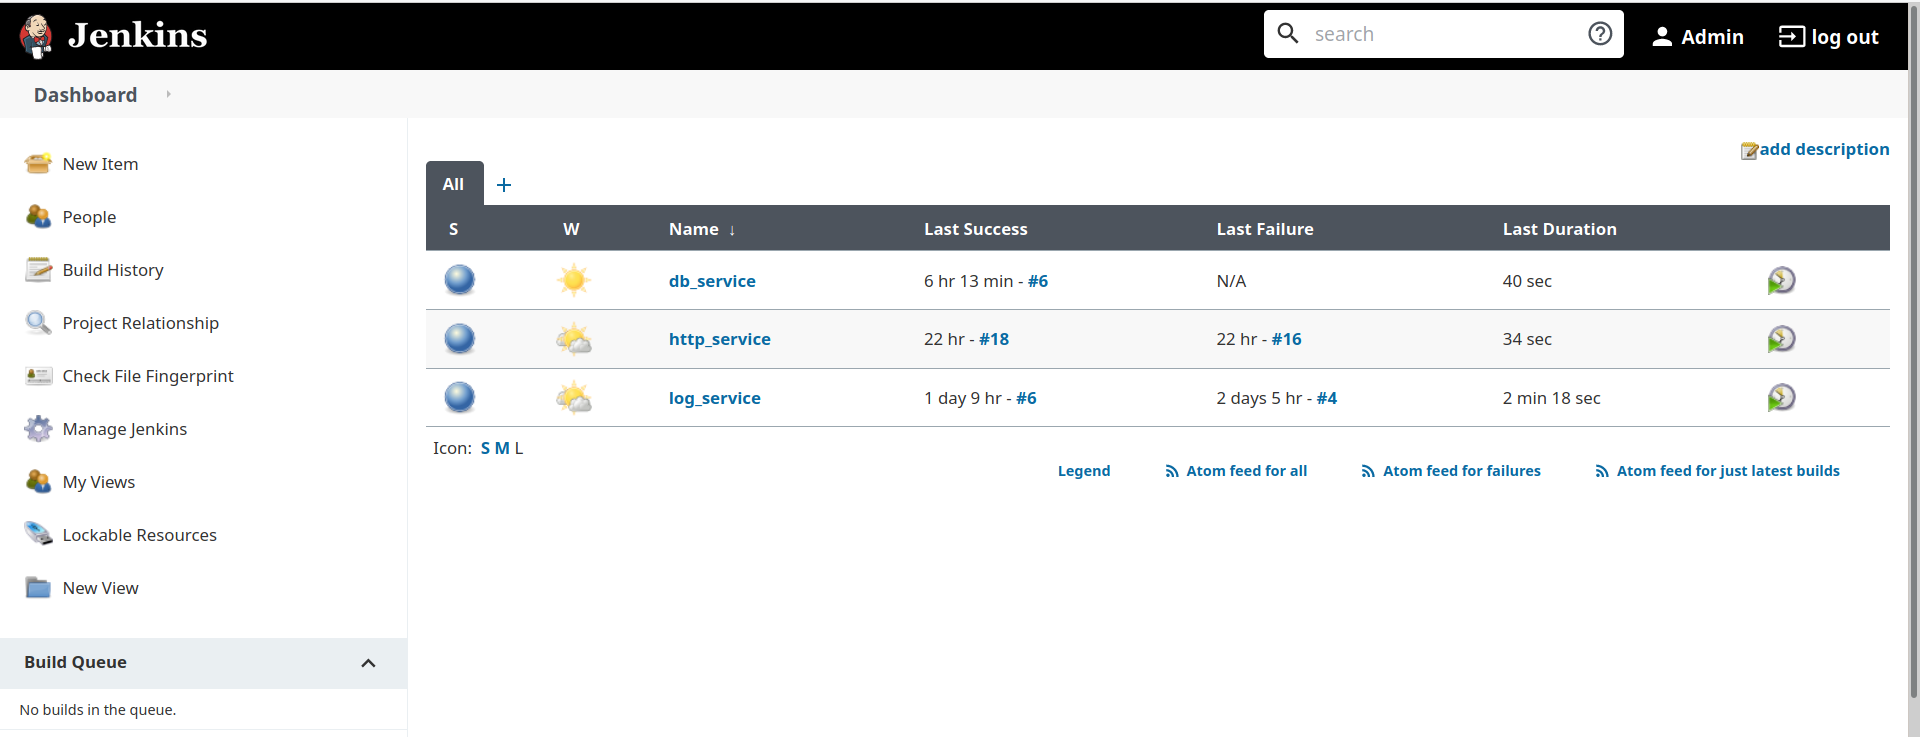 Jenkins
search
Admin
log out
Dashboard
New Item
People
Build History
Project Relationship
Check File Fingerprint
Manage Jenkins
My Views
Lockable Resources
New View
Build Queue
No builds in the queue.
add description
All +
S W Name ↓ Last Success Last Failure Last Duration
db_service 6 hr 13 min - #6 N/A 40 sec
http_service 22 hr - #18 22 hr - #16 34 sec
log_service 1 day 9 hr - #6 2 days 5 hr - #4 2 min 18 sec
Icon: S M L
Legend Atom feed for all Atom feed for failures Atom feed for just latest builds